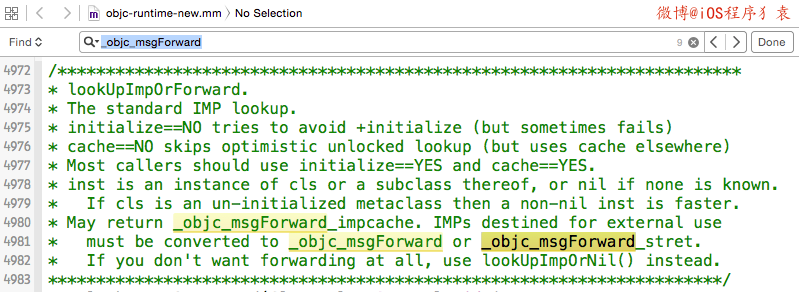 微博@iOS程序犭袁
objc-runtime-new.mm 〉 No Selection
Find _objc_msgForward 9 Done
4972 /***********************************************************************
4973 * lookUpImpOrForward.
4974 * The standard IMP lookup.
4975 * initialize==NO tries to avoid +initialize (but sometimes fails)
4976 * cache==NO skips optimistic unlocked lookup (but uses cache elsewhere)
4977 * Most callers should use initialize==YES and cache==YES.
4978 * inst is an instance of cls or a subclass thereof, or nil if none is known.
4979 *   If cls is an un-initialized metaclass then a non-nil inst is faster.
4980 * May return _objc_msgForward_impcache. IMPs destined for external use
4981 *   must be converted to _objc_msgForward or _objc_msgForward_stret.
4982 *   If you don't want forwarding at all, use lookUpImpOrNil() instead.
4983 **********************************************************************/